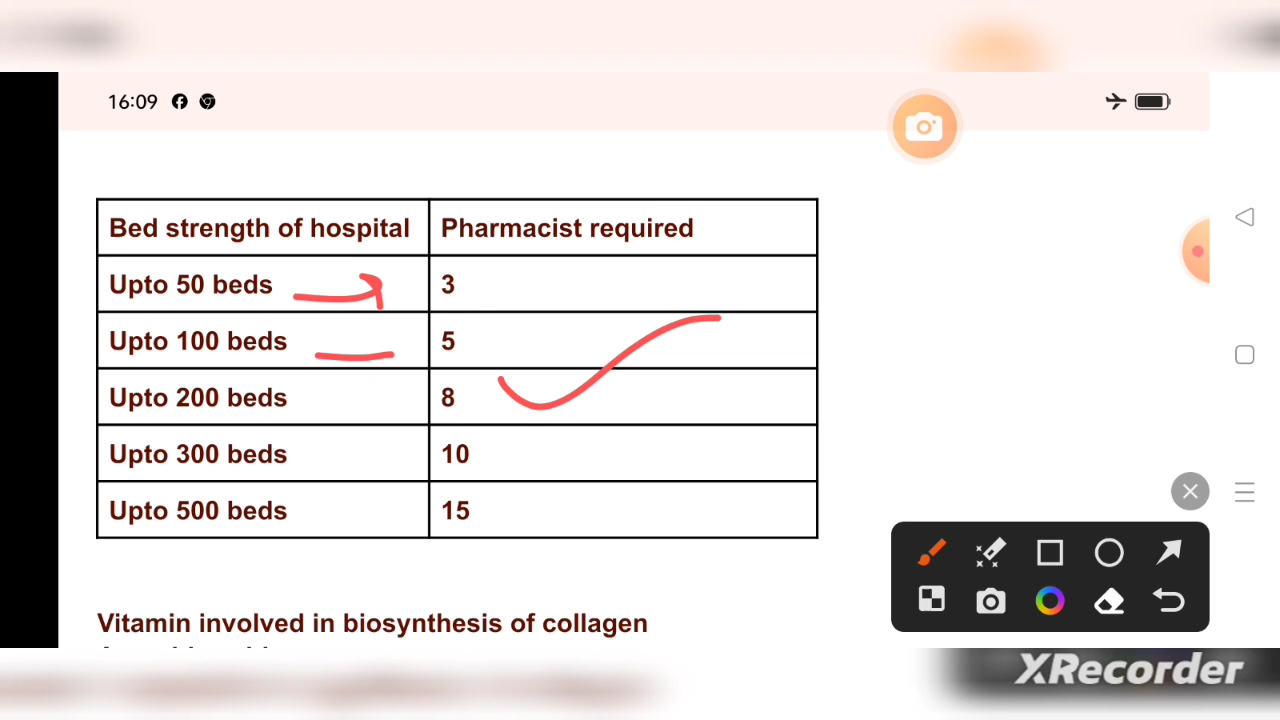 16:09
Bed strength of hospital Pharmacist required
Upto 50 beds 3
Upto 100 beds 5
Upto 200 beds 8
Upto 300 beds 10
Upto 500 beds 15
Vitamin involved in biosynthesis of collagen
XRecorder